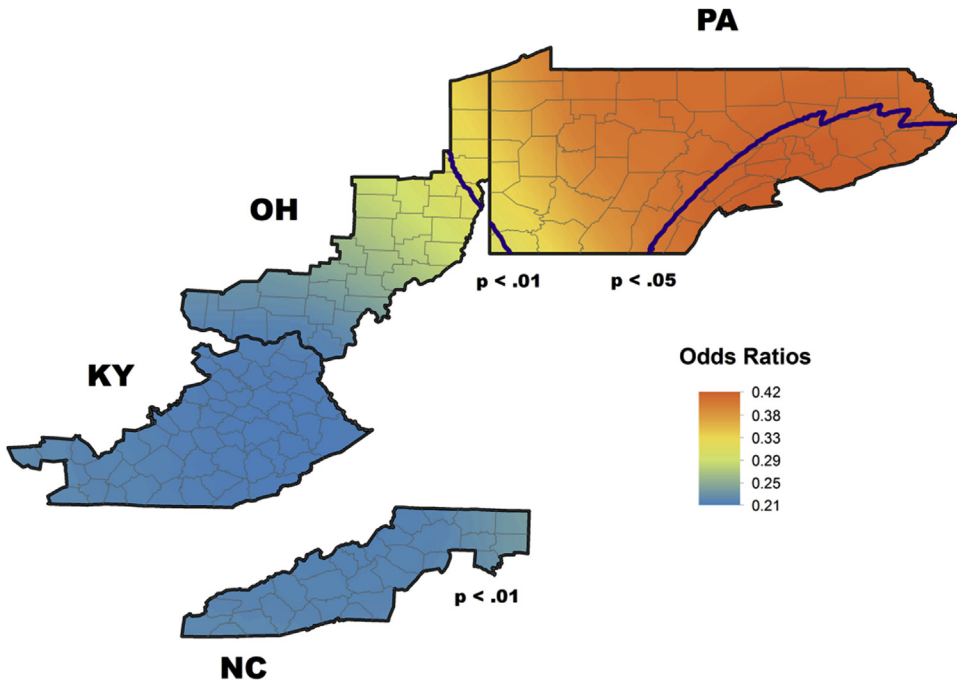 PA
OH
p < .01
p < .05
KY
Odds Ratios
0.42
0.38
0.33
0.29
0.25
0.21
p < .01
NC